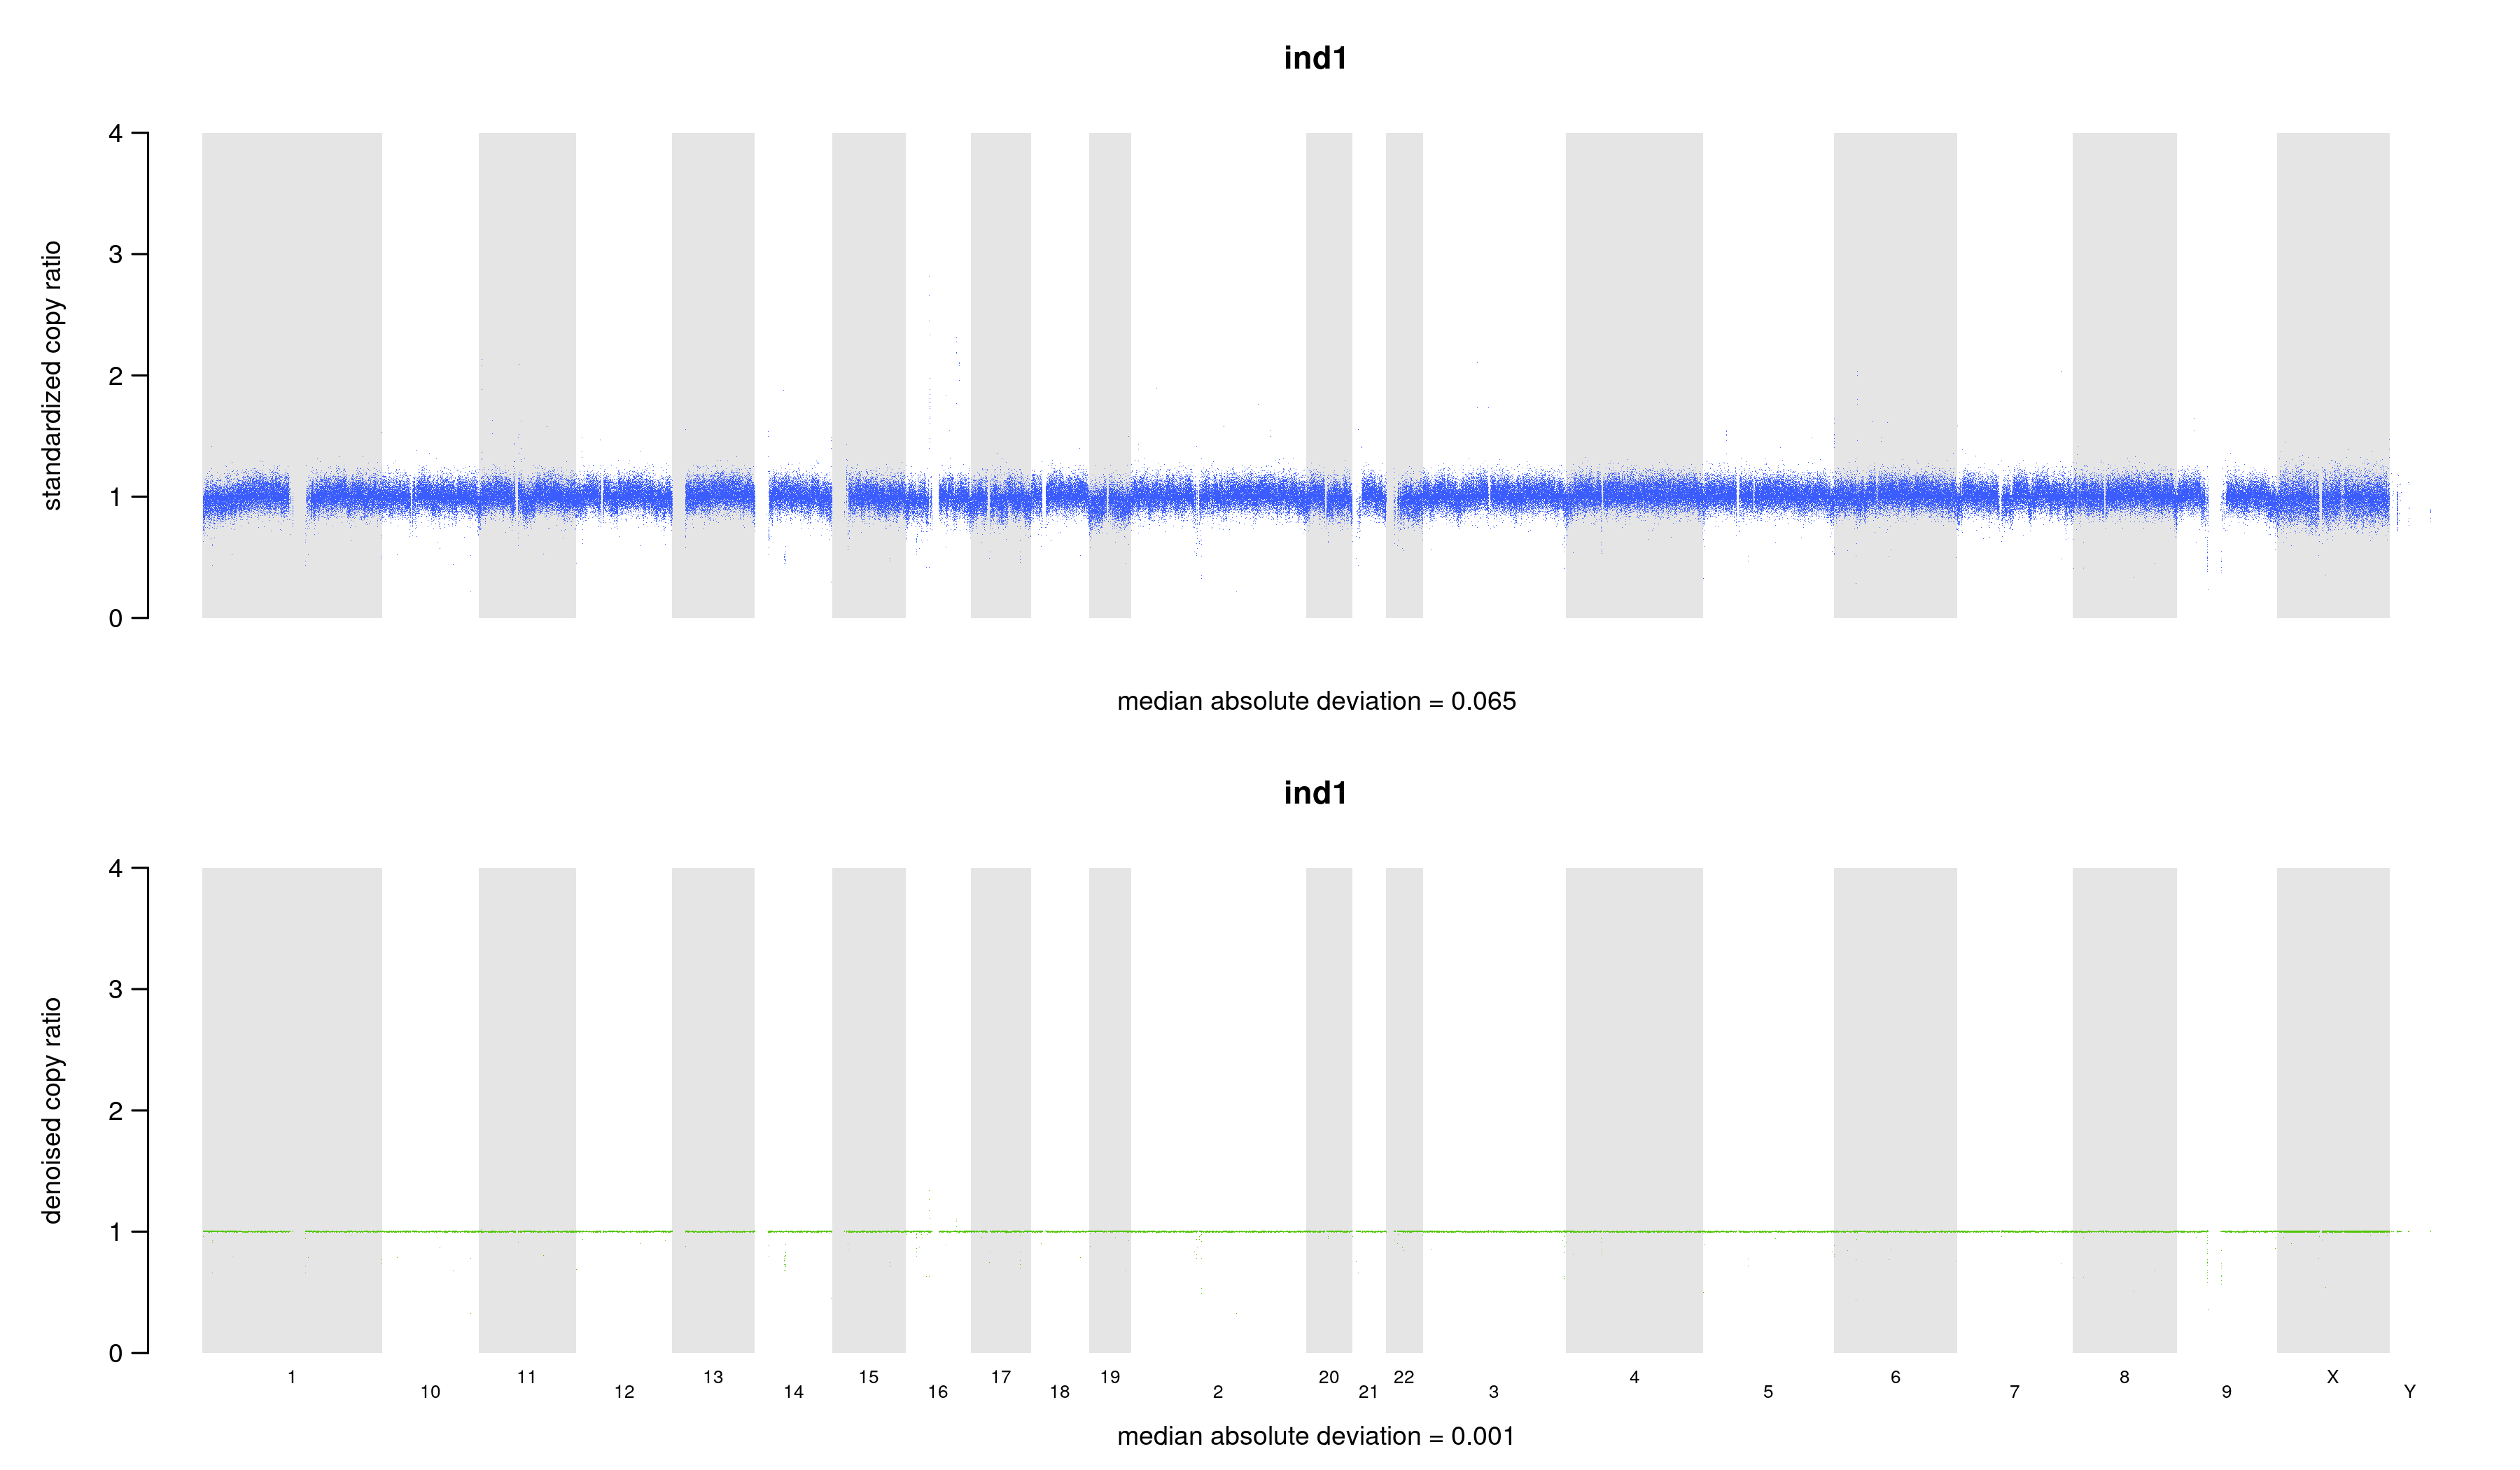 ind1
4
3
2
1
0
standardized copy ratio
median absolute deviation = 0.065
ind1
4
3
2
1
0
denoised copy ratio
1 11 13 15 17 19 20 22 4 6 8 X
10 12 14 16 18 2 21 3 5 7 9 Y
median absolute deviation = 0.001